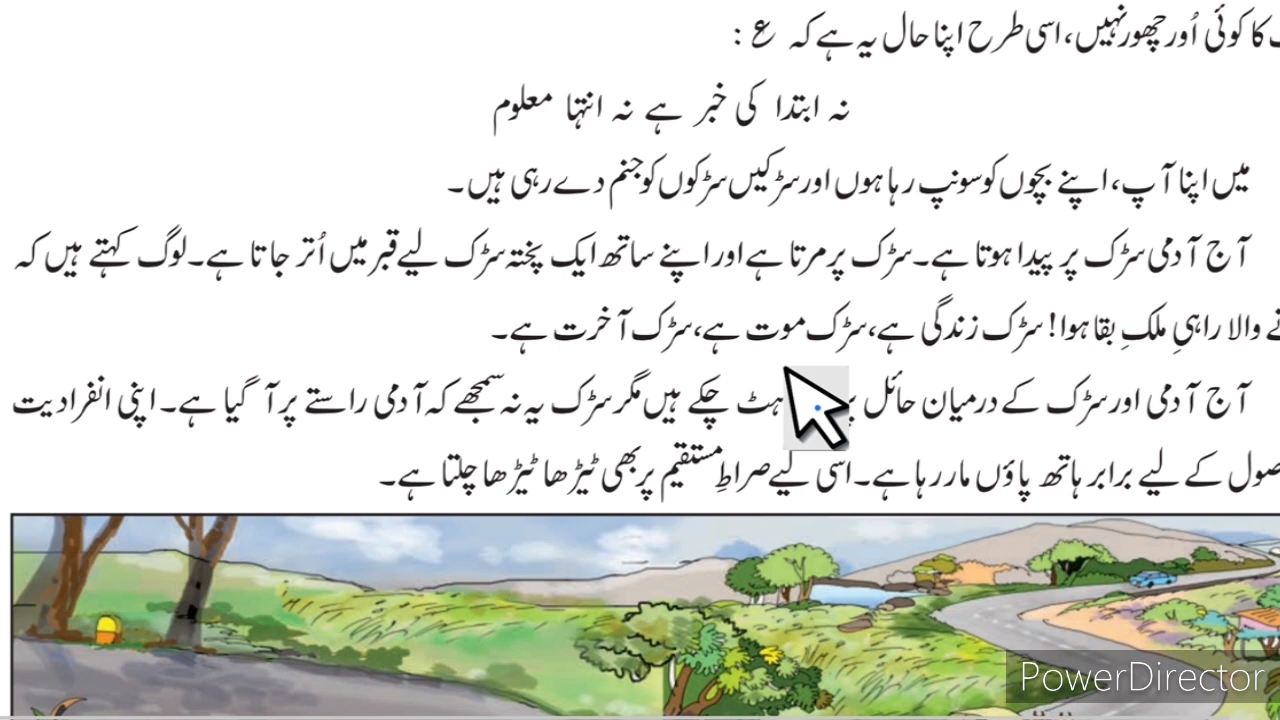 کا کوئی اُور چھور نہیں، اسی طرح اپنا حال یہ ہے کہ ع :
نہ ابتدا کی خبر ہے نہ انتہا معلوم
میں اپنا آپ، اپنے بچوں کو سونپ رہا ہوں اور سڑکیں سڑکوں کو جنم دے رہی ہیں۔
آج آدمی سڑک پر پیدا ہوتا ہے۔ سڑک پر مرتا ہے اور اپنے ساتھ ایک پختہ سڑک لیے قبر میں اُتر جاتا ہے۔ لوگ کہتے ہیں کہ
والا راہیِ ملکِ بقا ہوا! سڑک زندگی ہے، سڑک موت ہے، سڑک آخرت ہے۔
آج آدمی اور سڑک کے درمیان حائل ہٹ چکے ہیں مگر سڑک یہ نہ سمجھے کہ آدمی راستے پر آ گیا ہے۔ اپنی انفرادیت
کے لیے برابر ہاتھ پاؤں مار رہا ہے۔ اسی لیے صراطِ مستقیم پر بھی ٹیڑھا ٹیڑھا چلتا ہے۔
PowerDirector